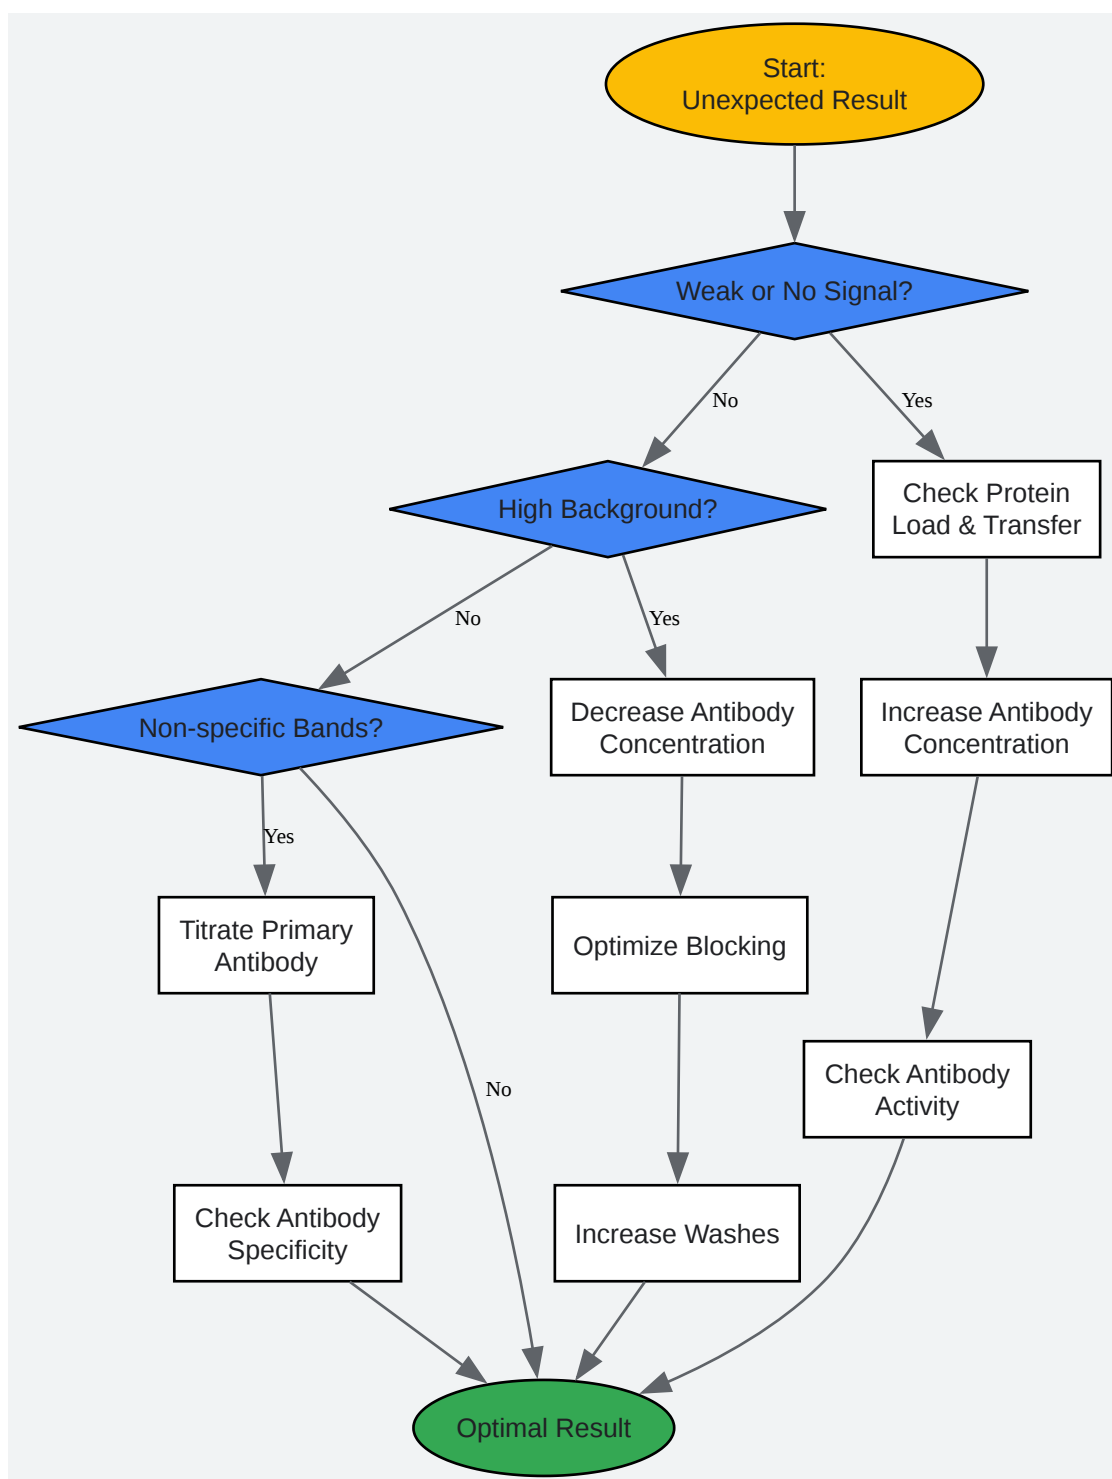 Start:
Unexpected Result
Weak or No Signal?
No
Yes
High Background?
Check Protein
Load & Transfer
No
Yes
Non-specific Bands?
Decrease Antibody
Concentration
Increase Antibody
Concentration
Yes
Titrate Primary
Antibody
Optimize Blocking
No
Check Antibody
Activity
Check Antibody
Specificity
Increase Washes
Optimal Result